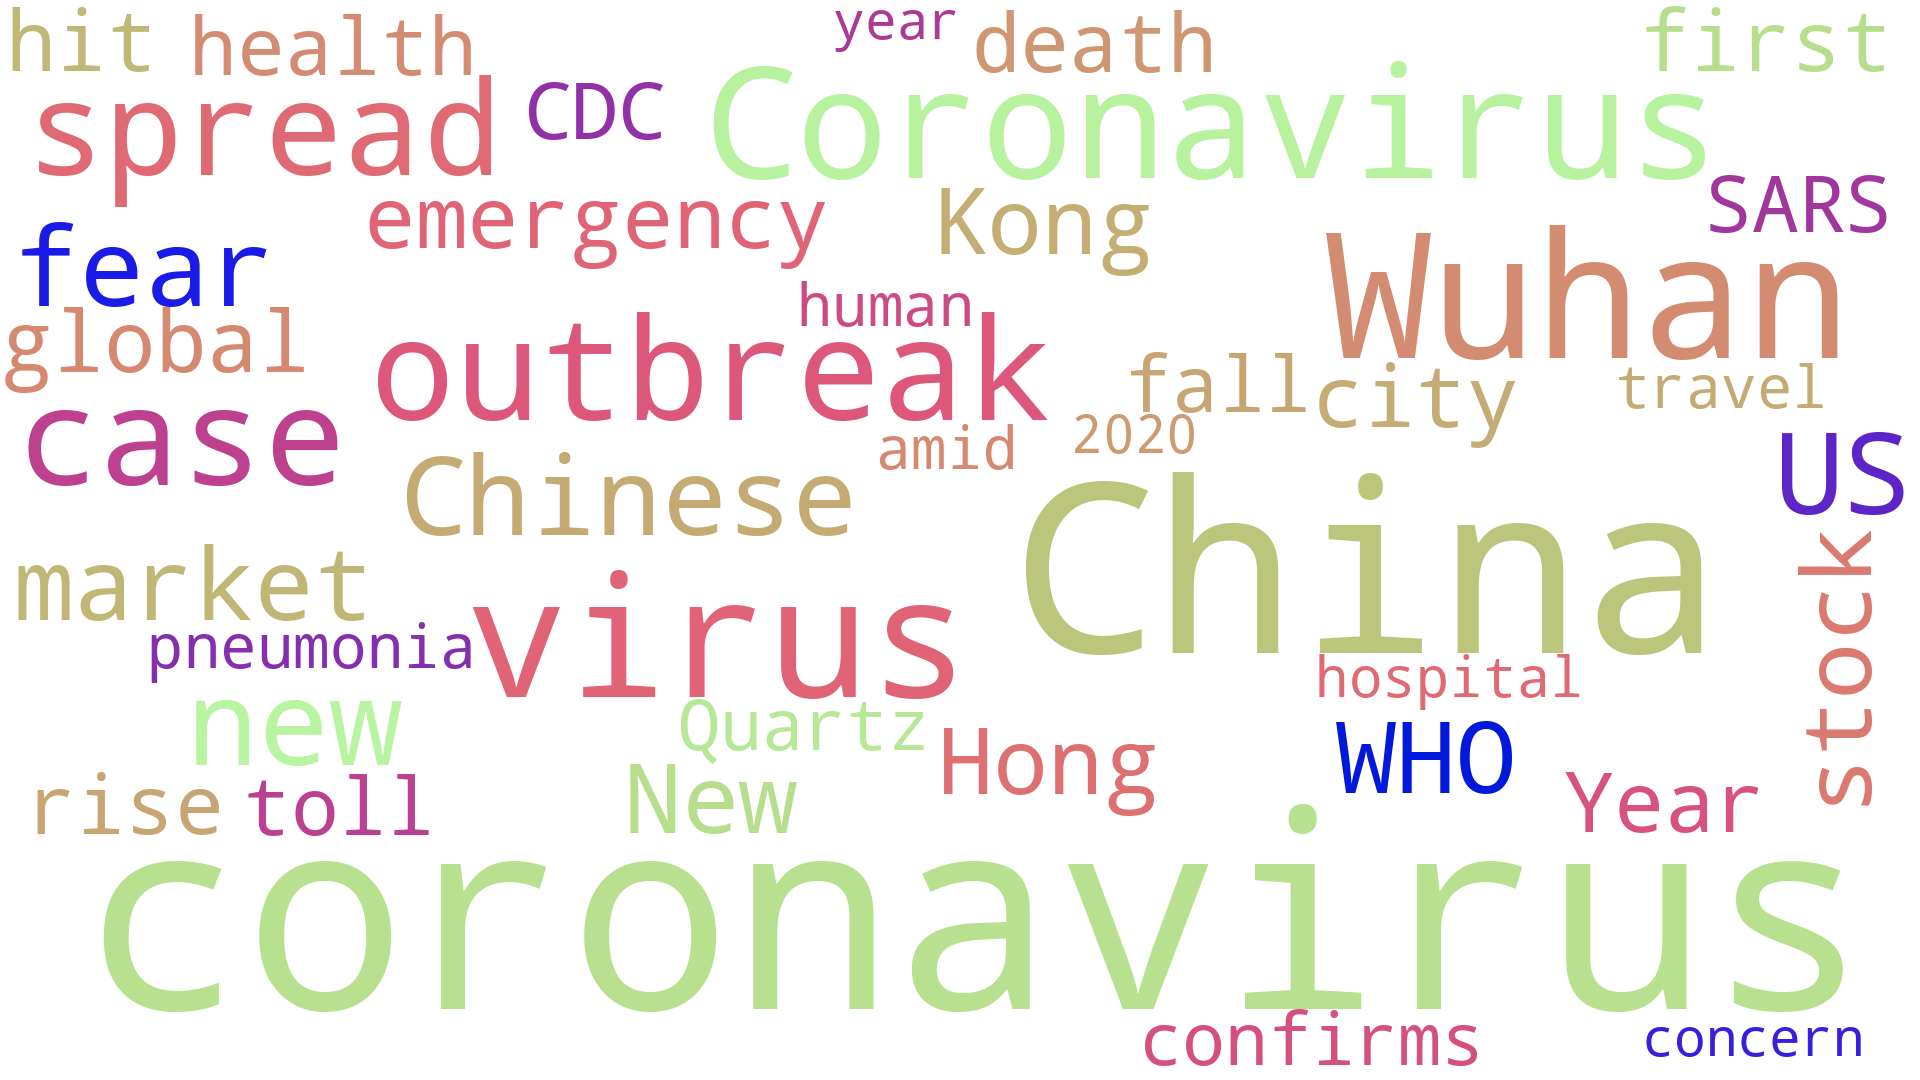 hit
health
year
death
first
spread
CDC
Coronavirus
SARS
emergency
Kong
fear
Wuhan
human
global
outbreak
fall
city
travel
case
amid
2020
US
Chinese
China
market
stock
virus
pneumonia
hospital
new
Quartz
Hong
WHO
Year
rise
toll
New
coronavirus
confirms
concern